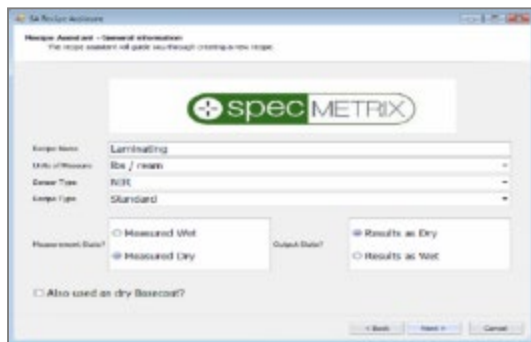 SA Recipe Assistant
Recipe Assistant - General Information
The recipe assistant will guide you through creating a new recipe.
specMETRIX
Recipe Name Laminating
Units of Measure lbs / ream
Sensor Type NIR
Recipe Type Standard
Measurement State? Measured Wet Measured Dry
Output State? Results as Dry Results as Wet
Also used as dry Basecoat?
< Back Next > Cancel